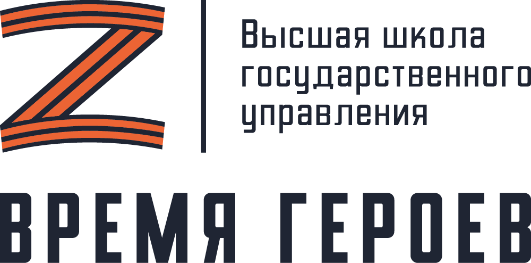 Z
Высшая школа
государственного
управления
ВРЕМЯ ГЕРОЕВ